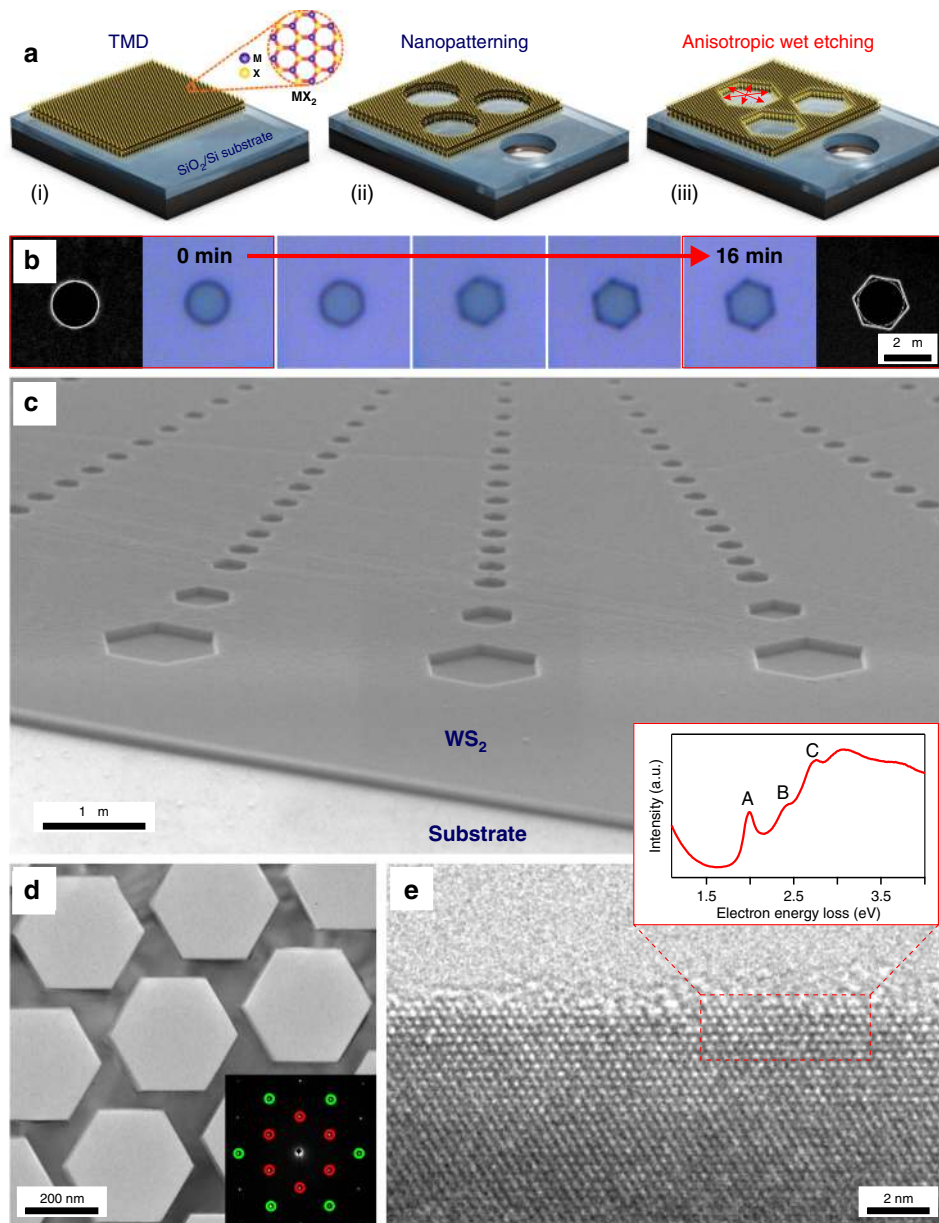 a
TMD
M
X
MX₂
SiO₂/Si substrate
(i)
Nanopatterning
(ii)
Anisotropic wet etching
(iii)
b
0 min
16 min
2 m
c
WS₂
1 m
Substrate
Intensity (a.u.)
A
B
C
1.5
2.5
3.5
Electron energy loss (eV)
d
200 nm
e
2 nm